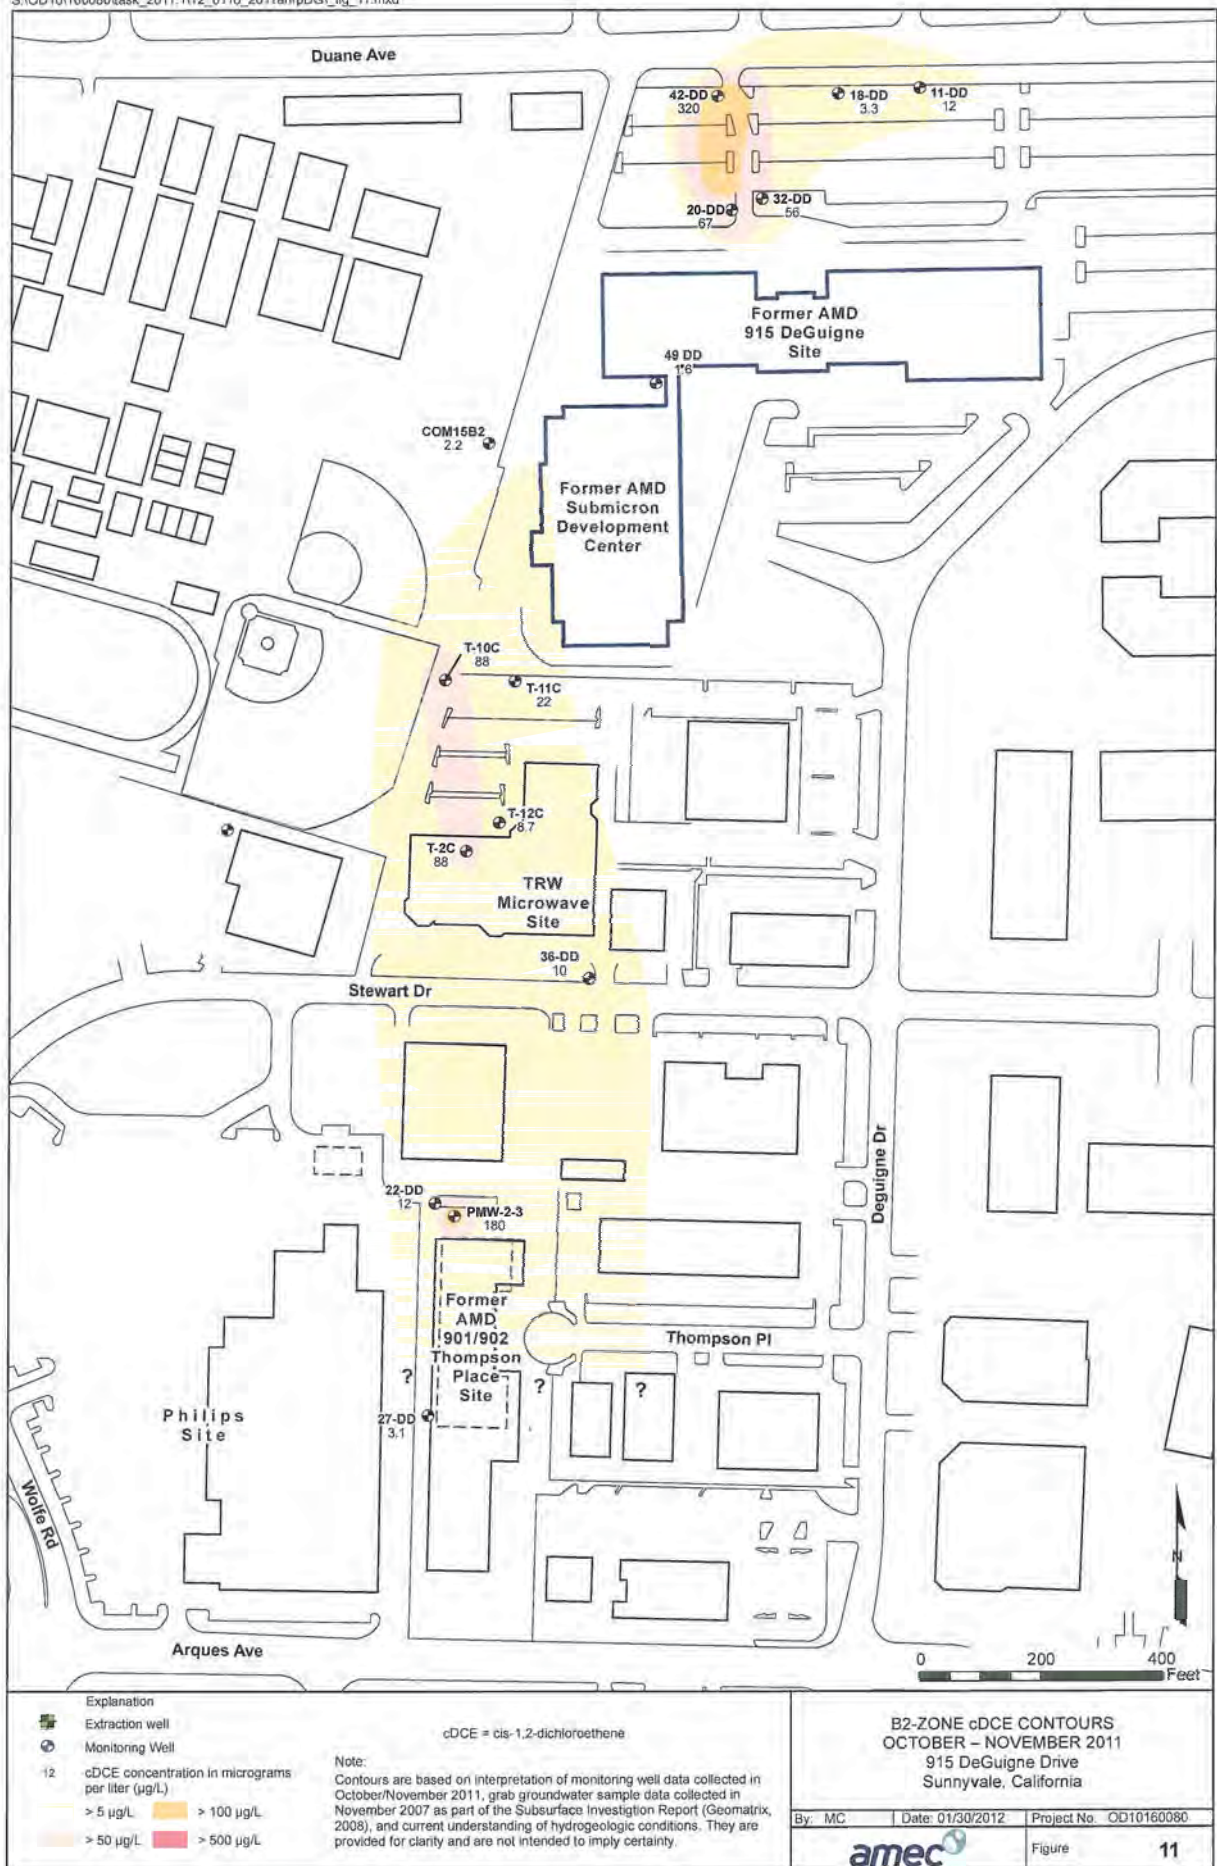 Duane Ave
42-DD
320
18-DD
3.3
11-DD
12
20-DD
67
32-DD
56
Former AMD
915 DeGuigne
Site
49 DD
1.6
COM15B2
2.2
Former AMD
Submicron
Development
Center
T-10C
88
T-11C
22
T-12C
8.7
T-2C
88
TRW
Microwave
Site
36-DD
10
Stewart Dr
Deguigne Dr
22-DD
12
PMW-2-3
180
Former
AMD
901/902
Thompson
Place
Site
Thompson Pl
?
?
?
27-DD
3.1
Philips
Site
Wolfe Rd
Arques Ave
N
0 200 400
Feet
Explanation
Extraction well
Monitoring Well
12 cDCE concentration in micrograms
per liter (µg/L)
> 5 µg/L > 100 µg/L
> 50 µg/L > 500 µg/L
cDCE = cis-1,2-dichloroethene
Note:
Contours are based on interpretation of monitoring well data collected in
October/November 2011, grab groundwater sample data collected in
November 2007 as part of the Subsurface Investigtion Report (Geomatrix,
2008), and current understanding of hydrogeologic conditions. They are
provided for clarity and are not intended to imply certainty.
B2-ZONE cDCE CONTOURS
OCTOBER – NOVEMBER 2011
915 DeGuigne Drive
Sunnyvale, California
By: MC Date: 01/30/2012 Project No. OD10160080
amec
Figure 11